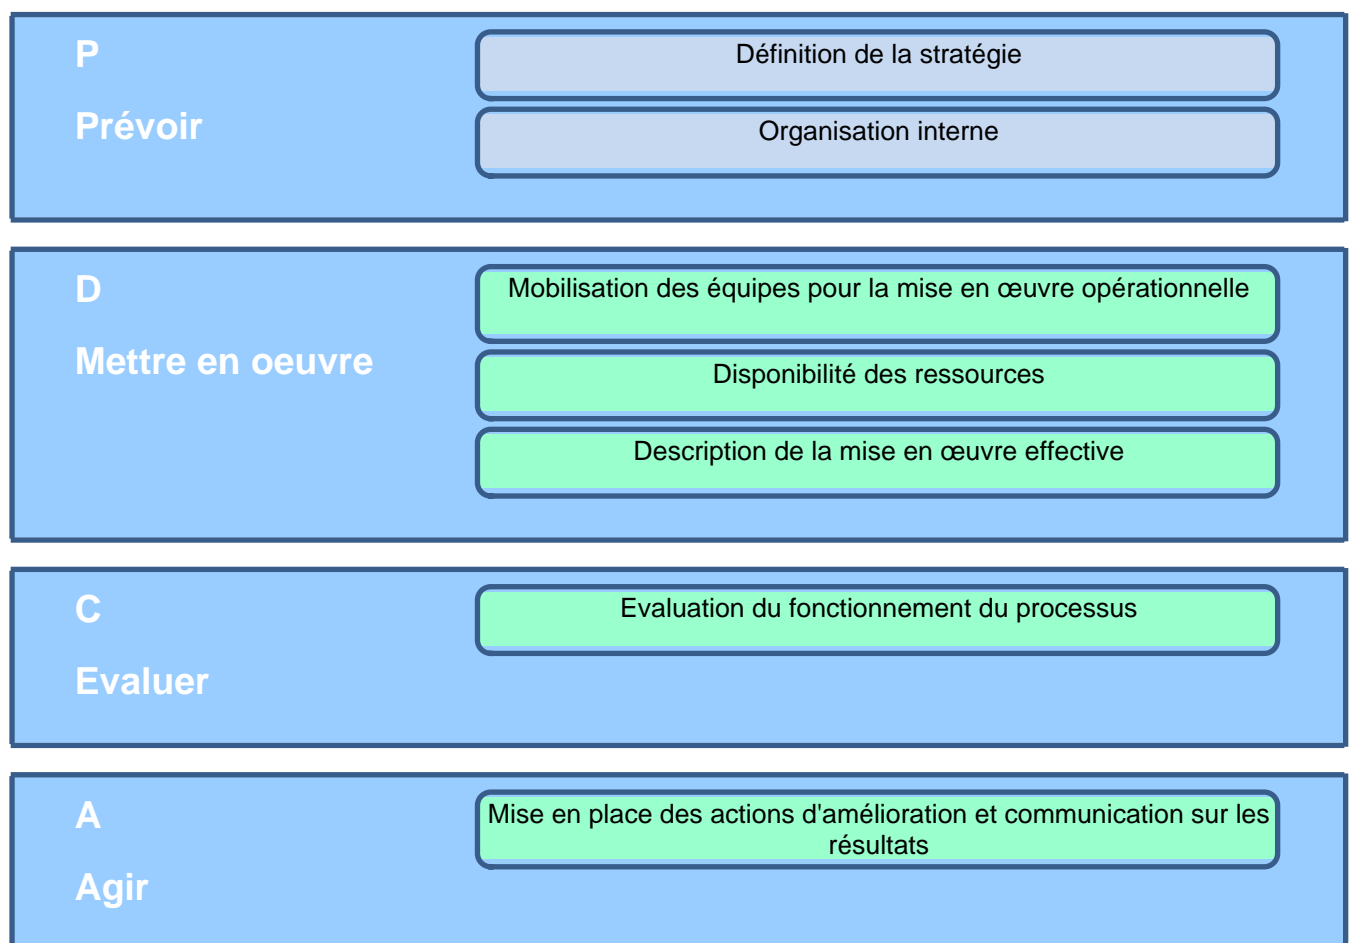 P
Définition de la stratégie
Prévoir
Organisation interne
D
Mobilisation des équipes pour la mise en œuvre opérationnelle
Mettre en oeuvre
Disponibilité des ressources
Description de la mise en œuvre effective
C
Evaluation du fonctionnement du processus
Evaluer
A
Mise en place des actions d'amélioration et communication sur les
résultats
Agir